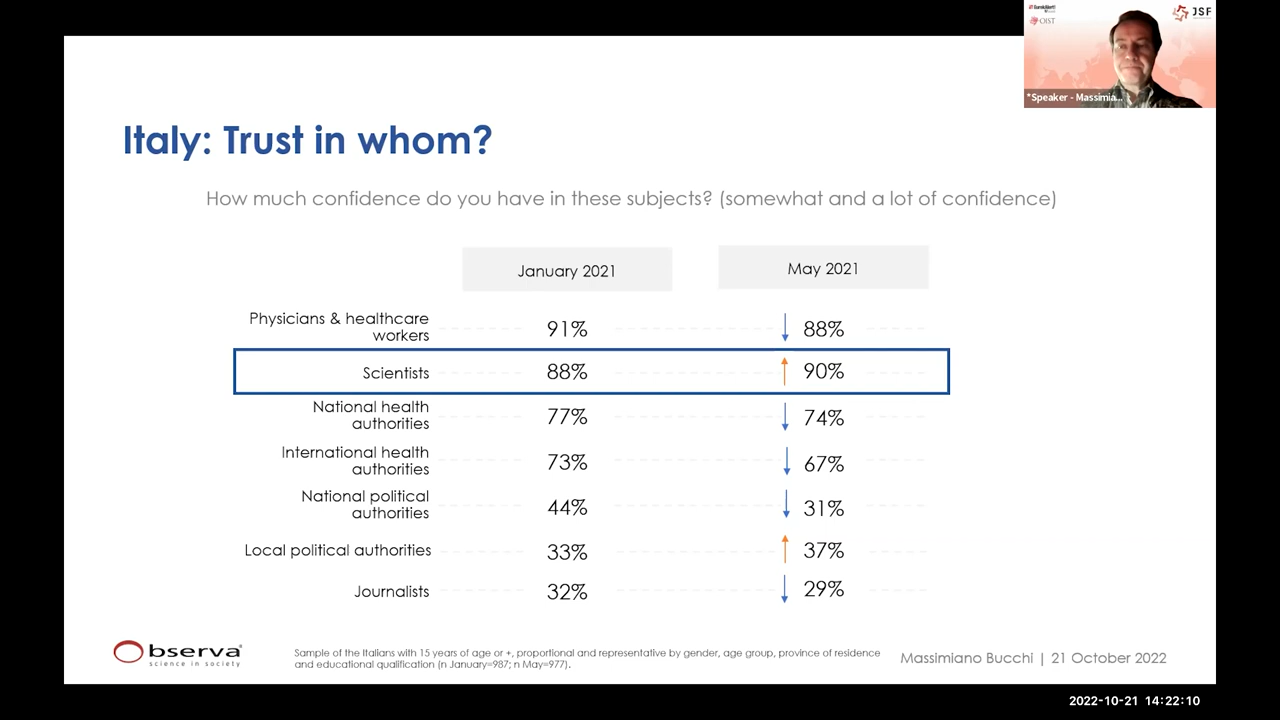 EurekAlert!
OIST
JSF
*Speaker - Massimia...
Italy: Trust in whom?
How much confidence do you have in these subjects? (somewhat and a lot of confidence)
January 2021
May 2021
Physicians & healthcare
workers
91%
88%
Scientists
88%
90%
National health
authorities
77%
74%
International health
authorities
73%
67%
National political
authorities
44%
31%
Local political authorities
33%
37%
Journalists
32%
29%
Observa
science in society
Sample of the Italians with 15 years of age or +, proportional and representative by gender, age group, province of residence
and educational qualification (n January=987; n May=977).
Massimiano Bucchi | 21 October 2022
2022-10-21 14:22:10